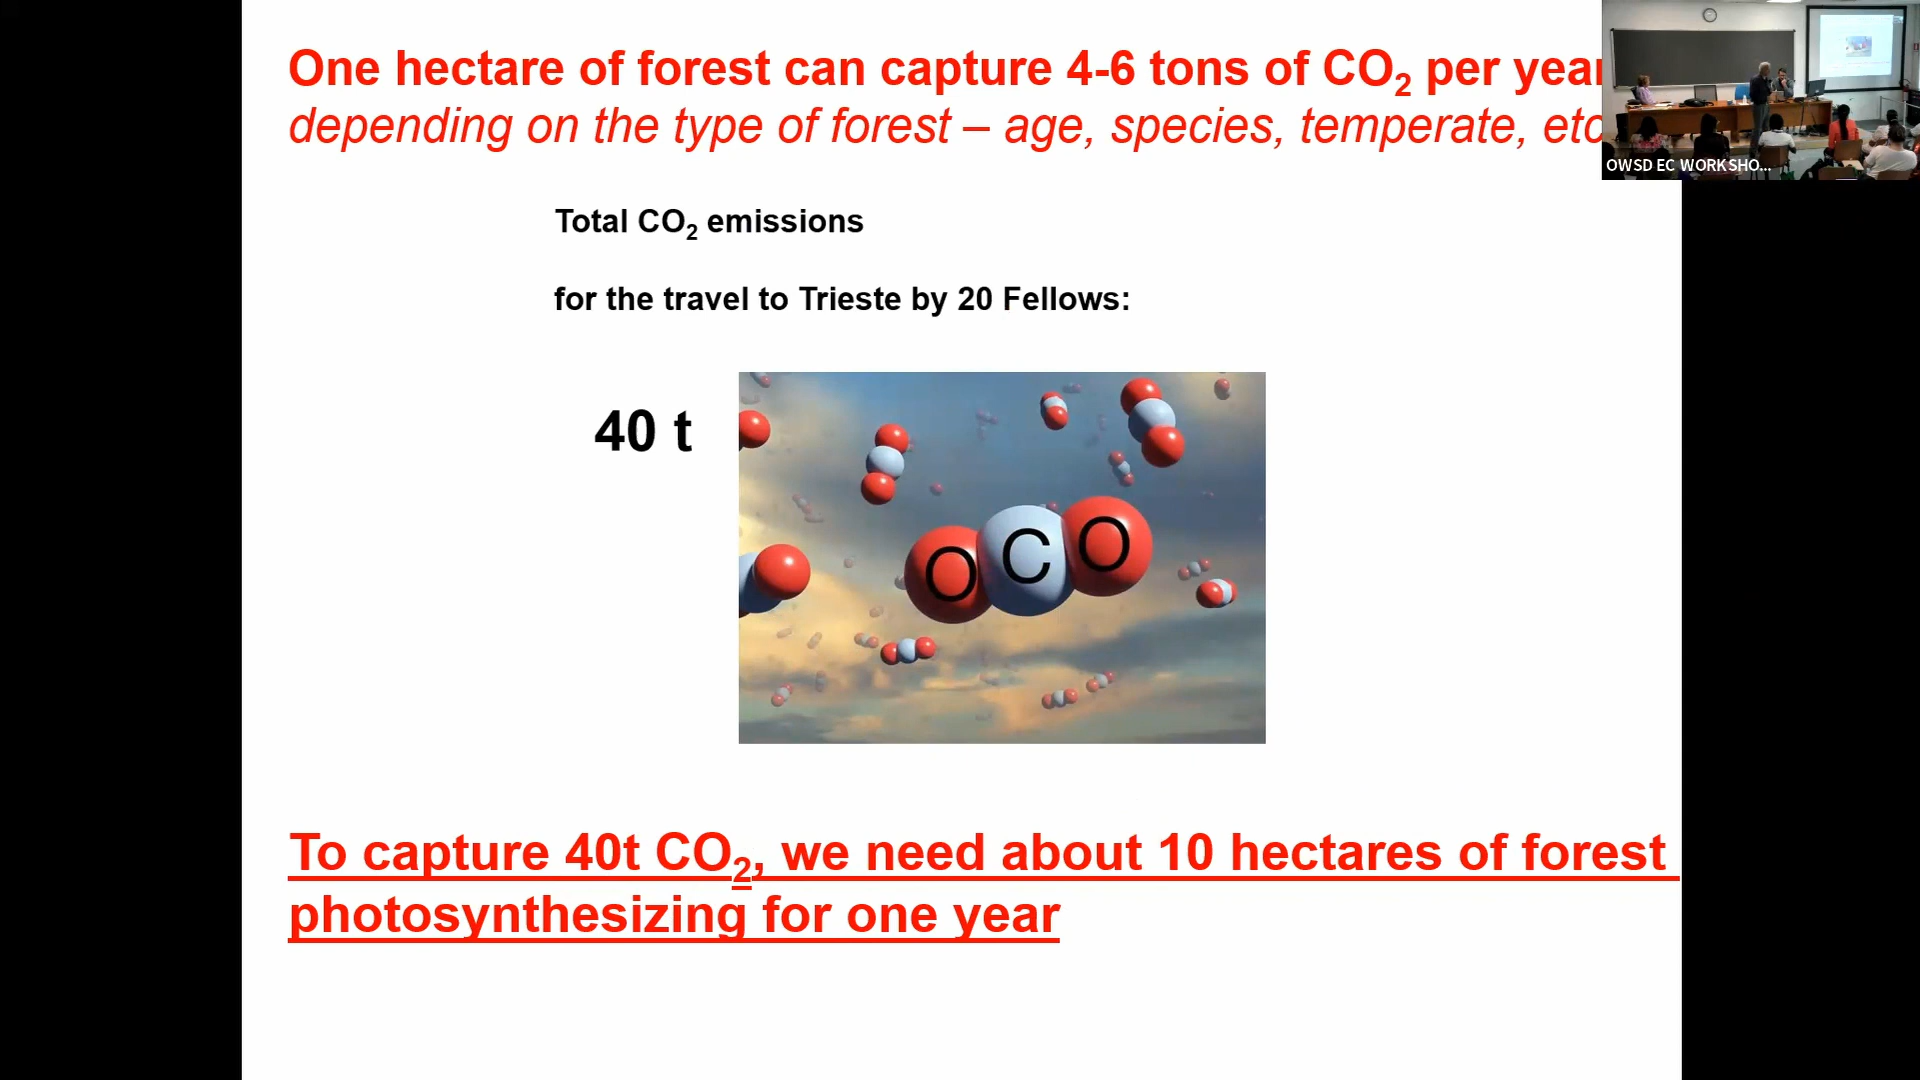 One hectare of forest can capture 4-6 tons of CO₂ per year
depending on the type of forest – age, species, temperate, etc
OWSD EC WORKSHO...
Total CO₂ emissions
for the travel to Trieste by 20 Fellows:
40 t
O C O
To capture 40t CO₂, we need about 10 hectares of forest
photosynthesizing for one year